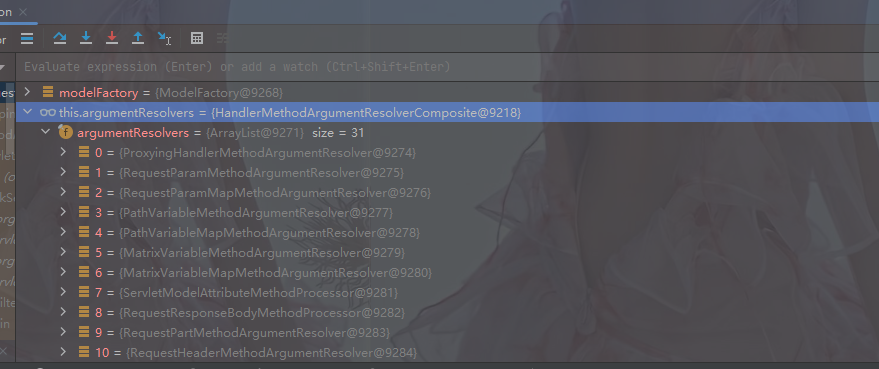 on ×
or
Evaluate expression (Enter) or add a watch (Ctrl+Shift+Enter)
modelFactory = {ModelFactory@9268}
this.argumentResolvers = {HandlerMethodArgumentResolverComposite@9218}
argumentResolvers = {ArrayList@9271} size = 31
0 = {ProxyingHandlerMethodArgumentResolver@9274}
1 = {RequestParamMethodArgumentResolver@9275}
2 = {RequestParamMapMethodArgumentResolver@9276}
3 = {PathVariableMethodArgumentResolver@9277}
4 = {PathVariableMapMethodArgumentResolver@9278}
5 = {MatrixVariableMethodArgumentResolver@9279}
6 = {MatrixVariableMapMethodArgumentResolver@9280}
7 = {ServletModelAttributeMethodProcessor@9281}
8 = {RequestResponseBodyMethodProcessor@9282}
9 = {RequestPartMethodArgumentResolver@9283}
10 = {RequestHeaderMethodArgumentResolver@9284}